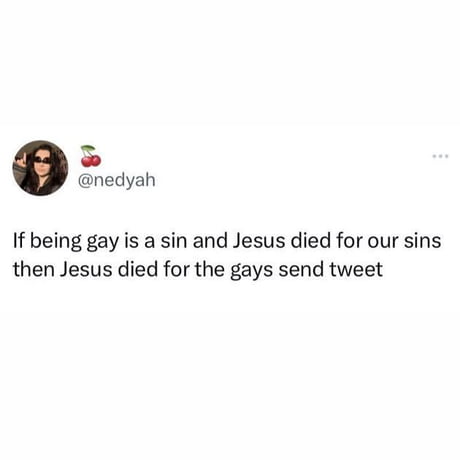 🍒
@nedyah
If being gay is a sin and Jesus died for our sins
then Jesus died for the gays send tweet